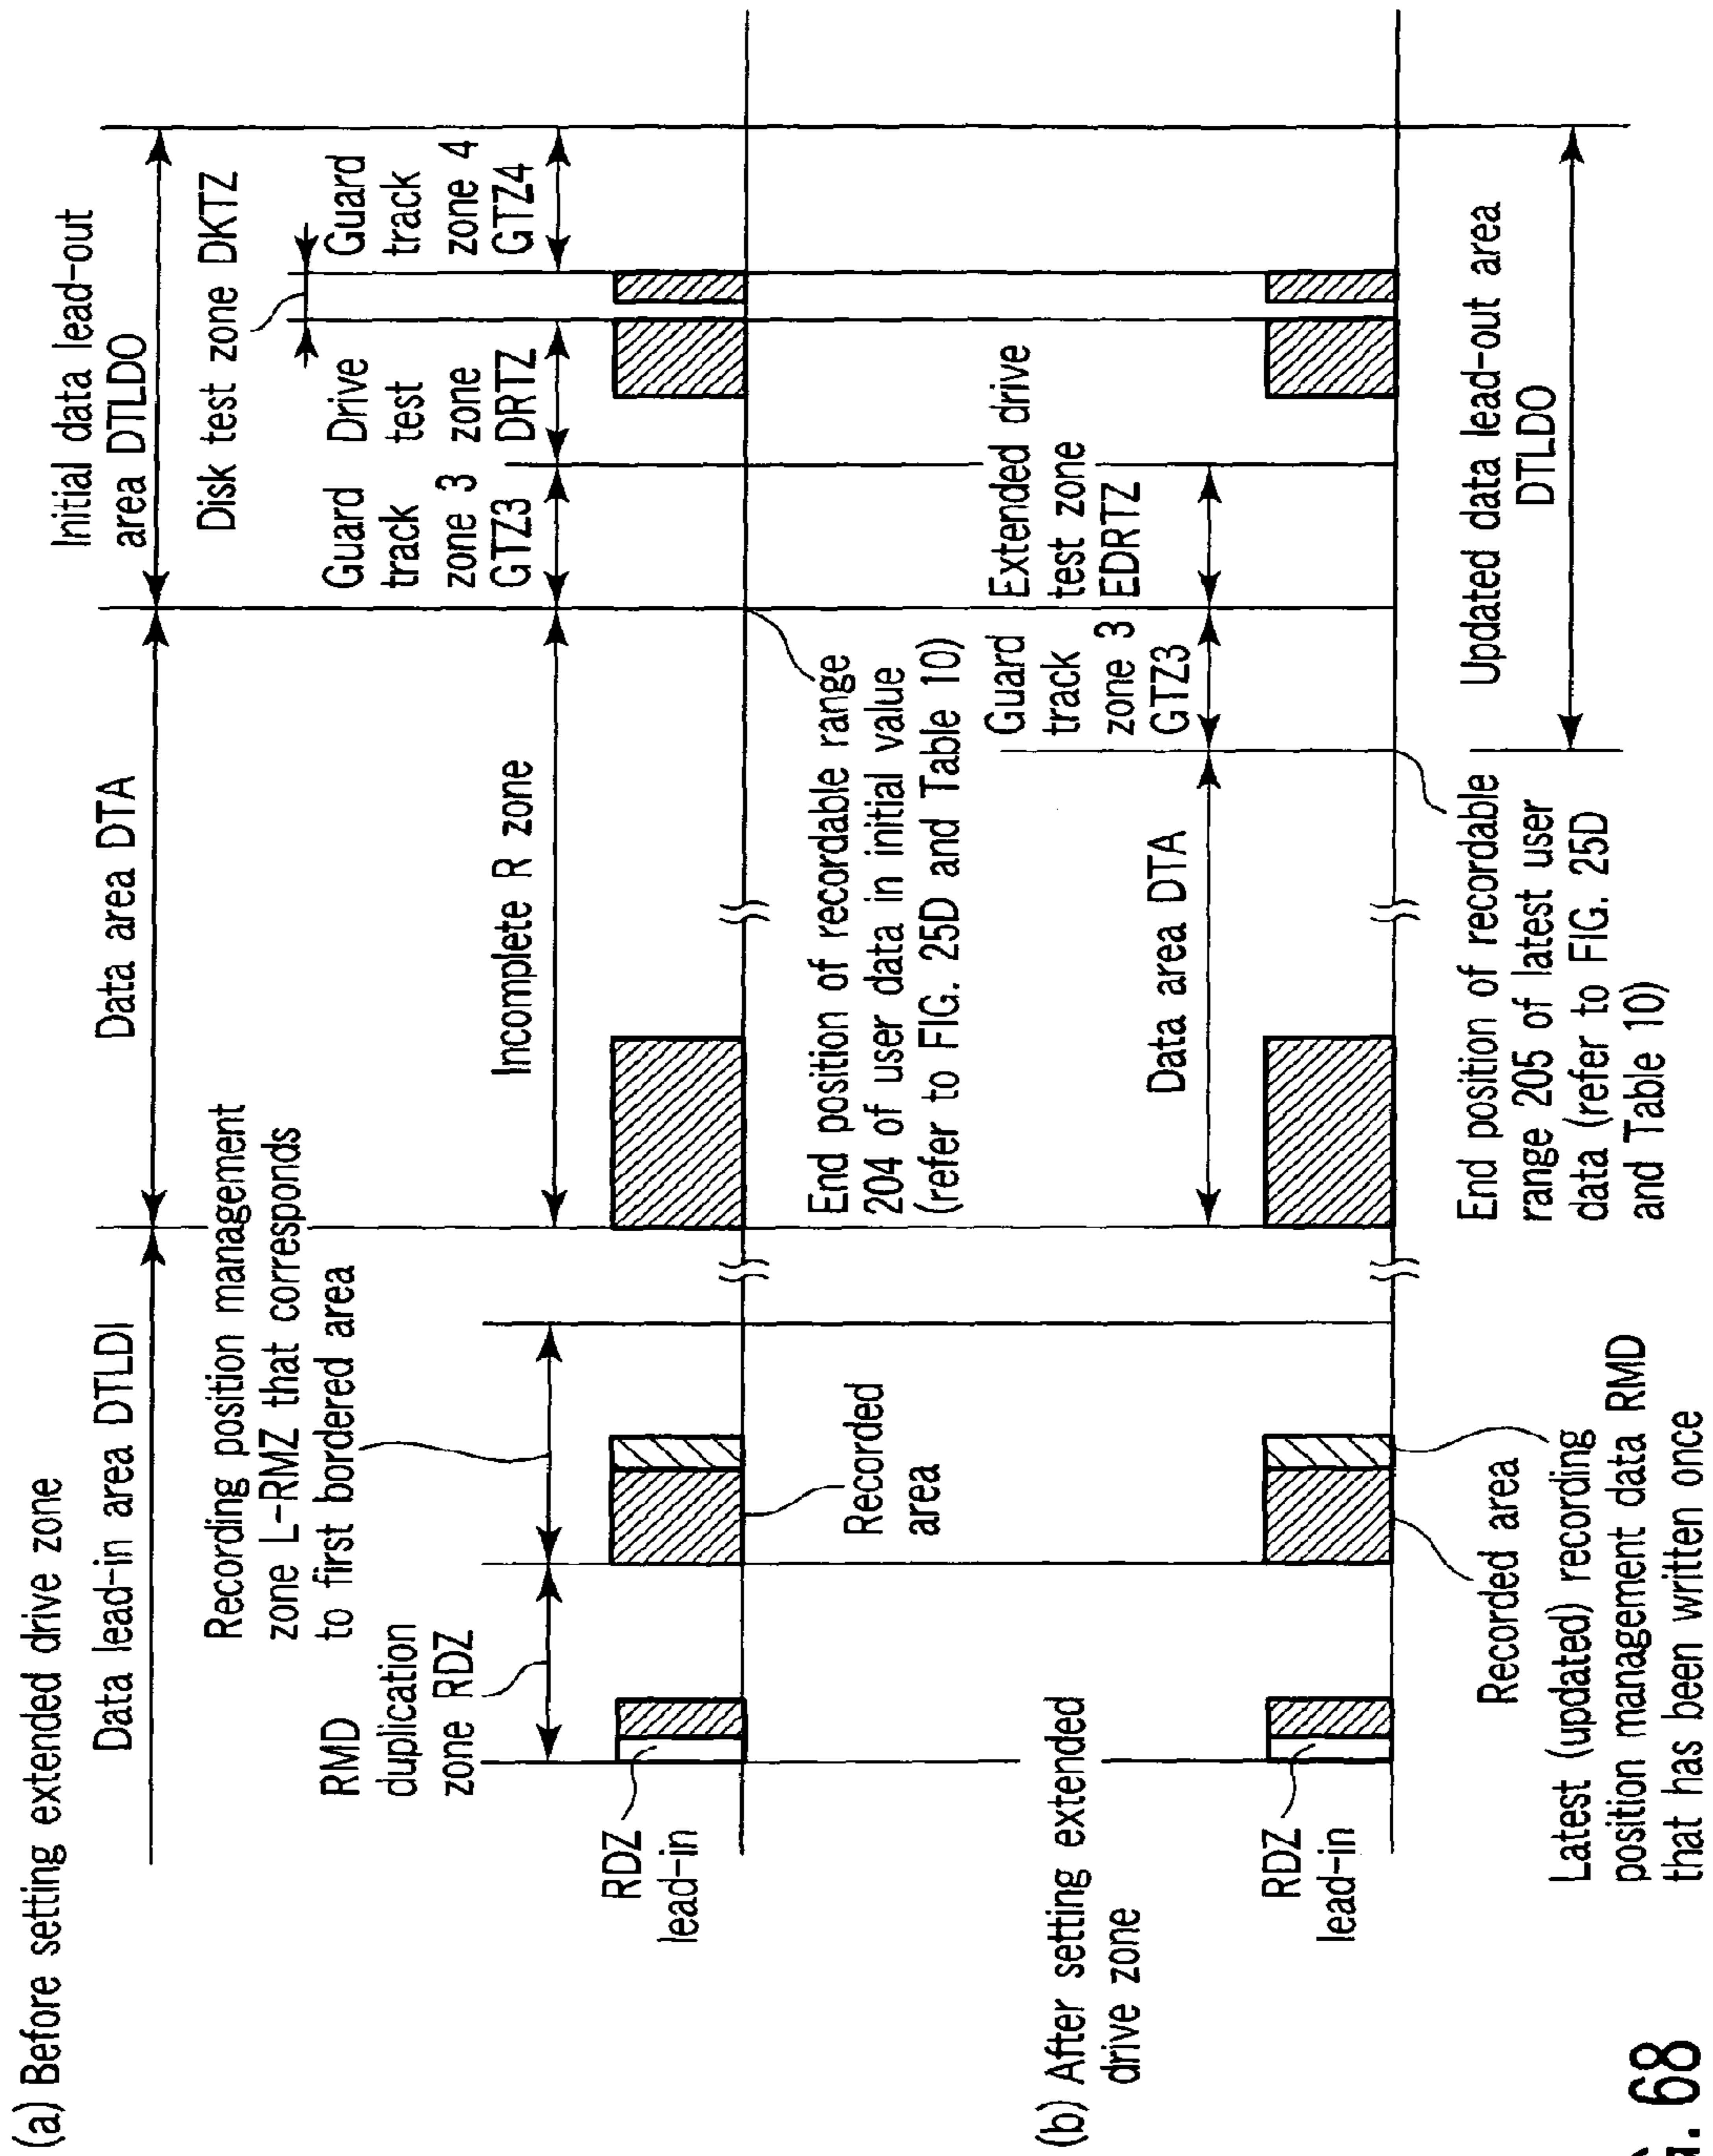 (a) Before setting extended drive zone
Data lead-in area DTLDI
Data area DTA
Initial data lead-out
area DTLDO
Recording position management
zone L-RMZ that corresponds
to first bordered area
Disk test zone DKTZ
RMD
duplication
zone RDZ
Incomplete R zone
Guard
track
zone 3
GTZ3
Drive
test
zone
DRTZ
Guard
track
zone 4
GTZ4
RDZ
lead-in
Recorded
area
End position of recordable range
204 of user data in initial value
(refer to FIG. 25D and Table 10)
(b) After setting extended
drive zone
Data area DTA
Guard
track
zone 3
GTZ3
Extended drive
test zone
EDRTZ
RDZ
lead-in
Recorded area
Latest (updated) recording
position management data RMD
that has been written once
End position of recordable
range 205 of latest user
data (refer to FIG. 25D
and Table 10)
Updated data lead-out area
DTLDO
G. 68